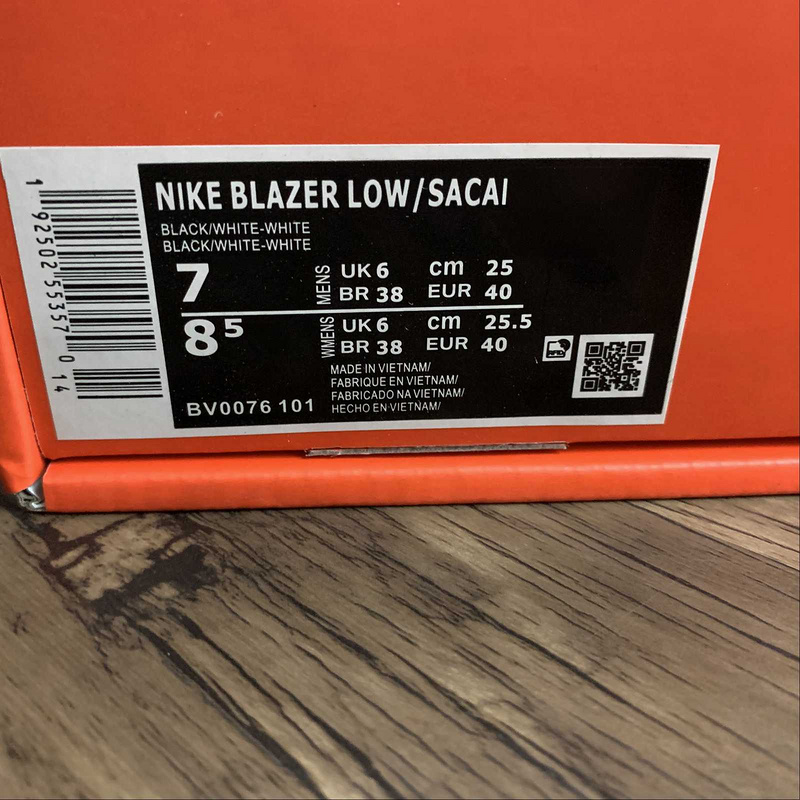 NIKE BLAZER LOW/SACAI
BLACK/WHITE-WHITE
BLACK/WHITE-WHITE
7 MENS UK 6 cm 25
BR 38 EUR 40
8 5 WMENS UK 6 cm 25.5
BR 38 EUR 40
MADE IN VIETNAM/
FABRIQUE EN VIETNAM/
FABRICADO NA VIETNAM/
HECHO EN VIETNAM/
BV0076 101
1 92502 55357 0 14